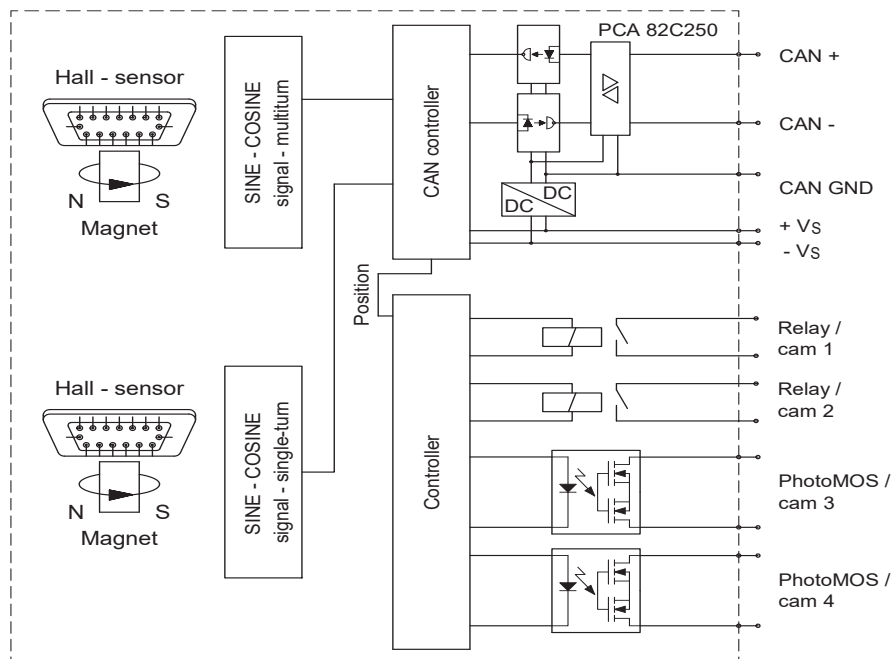 PCA 82C250
Hall - sensor
N S
Magnet
SINE - COSINE
signal - multiturn
CAN controller
DC
DC
CAN +
CAN -
CAN GND
+ VS
- VS
Position
Hall - sensor
N S
Magnet
SINE - COSINE
signal - single-turn
Controller
Relay /
cam 1
Relay /
cam 2
PhotoMOS /
cam 3
PhotoMOS /
cam 4